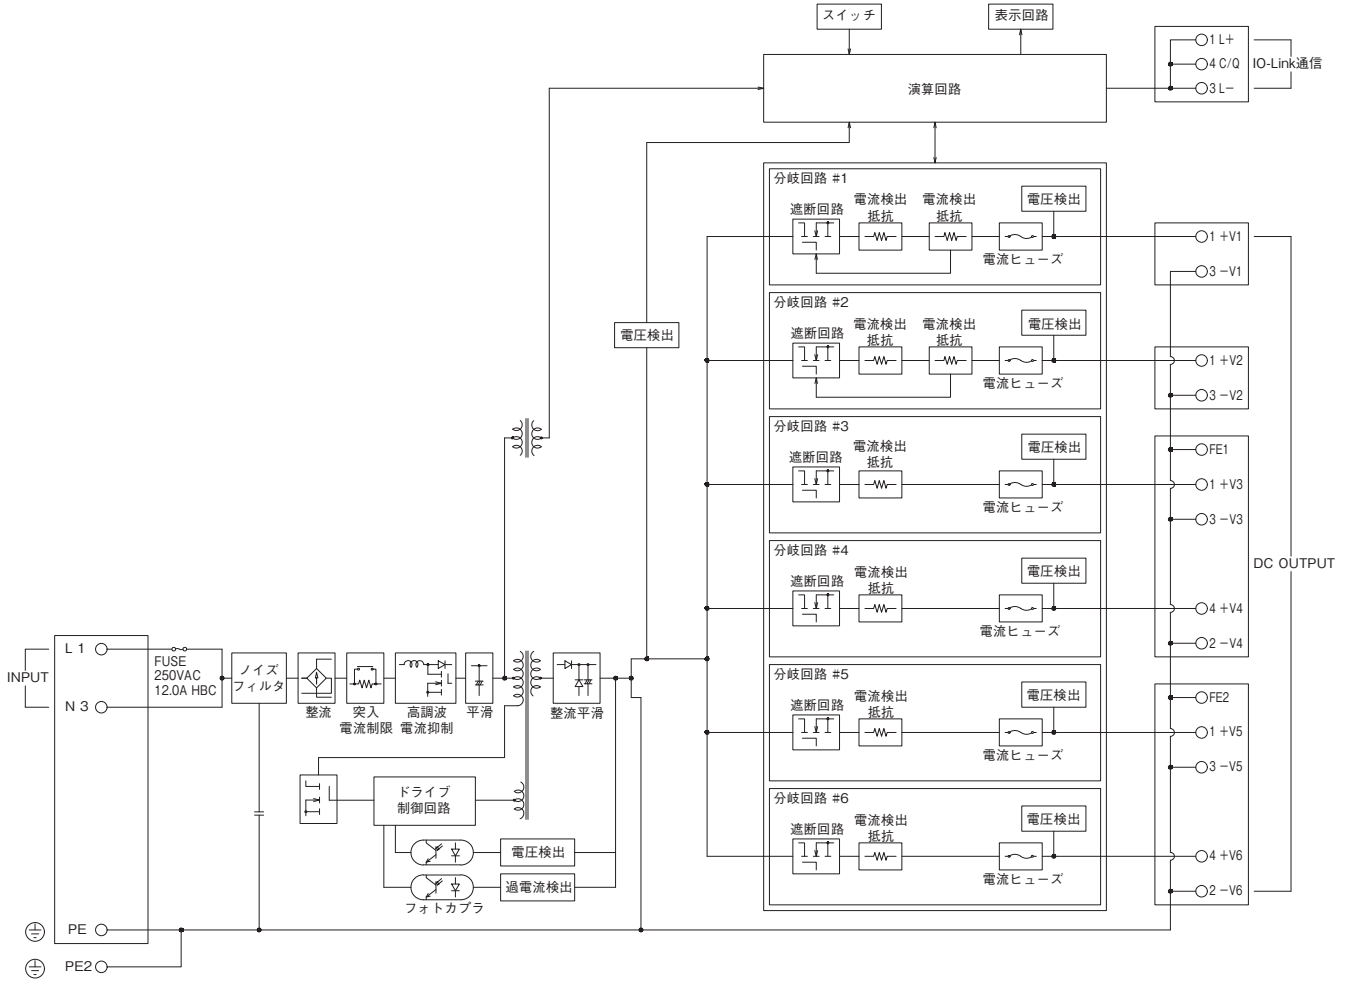 スイッチ
表示回路
演算回路
1 L+
4 C/Q
3 L−
IO-Link通信
分岐回路 #1
遮断回路
電流検出
抵抗
電流検出
抵抗
電圧検出
電流ヒューズ
1 +V1
3 −V1
分岐回路 #2
遮断回路
電流検出
抵抗
電流検出
抵抗
電圧検出
電流ヒューズ
1 +V2
3 −V2
電圧検出
分岐回路 #3
遮断回路
電流検出
抵抗
電圧検出
電流ヒューズ
FE1
1 +V3
3 −V3
分岐回路 #4
遮断回路
電流検出
抵抗
電圧検出
電流ヒューズ
4 +V4
2 −V4
DC OUTPUT
分岐回路 #5
遮断回路
電流検出
抵抗
電圧検出
電流ヒューズ
FE2
1 +V5
3 −V5
分岐回路 #6
遮断回路
電流検出
抵抗
電圧検出
電流ヒューズ
4 +V6
2 −V6
INPUT
L 1
N 3
FUSE
250VAC
12.0A HBC
ノイズ
フィルタ
整流
突入
電流制限
高調波
電流抑制
L
平滑
整流平滑
ドライブ
制御回路
電圧検出
過電流検出
フォトカプラ
PE
PE2